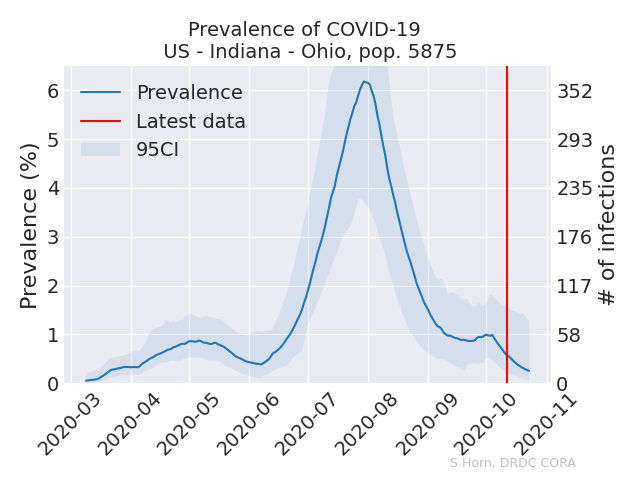 Prevalence of COVID-19
US - Indiana - Ohio, pop. 5875
Prevalence
Latest data
95CI
Prevalence (%)
6
5
4
3
2
1
0
# of infections
352
293
235
176
117
58
0
2020-03
2020-04
2020-05
2020-06
2020-07
2020-08
2020-09
2020-10
2020-11
S Horn, DRDC CORA